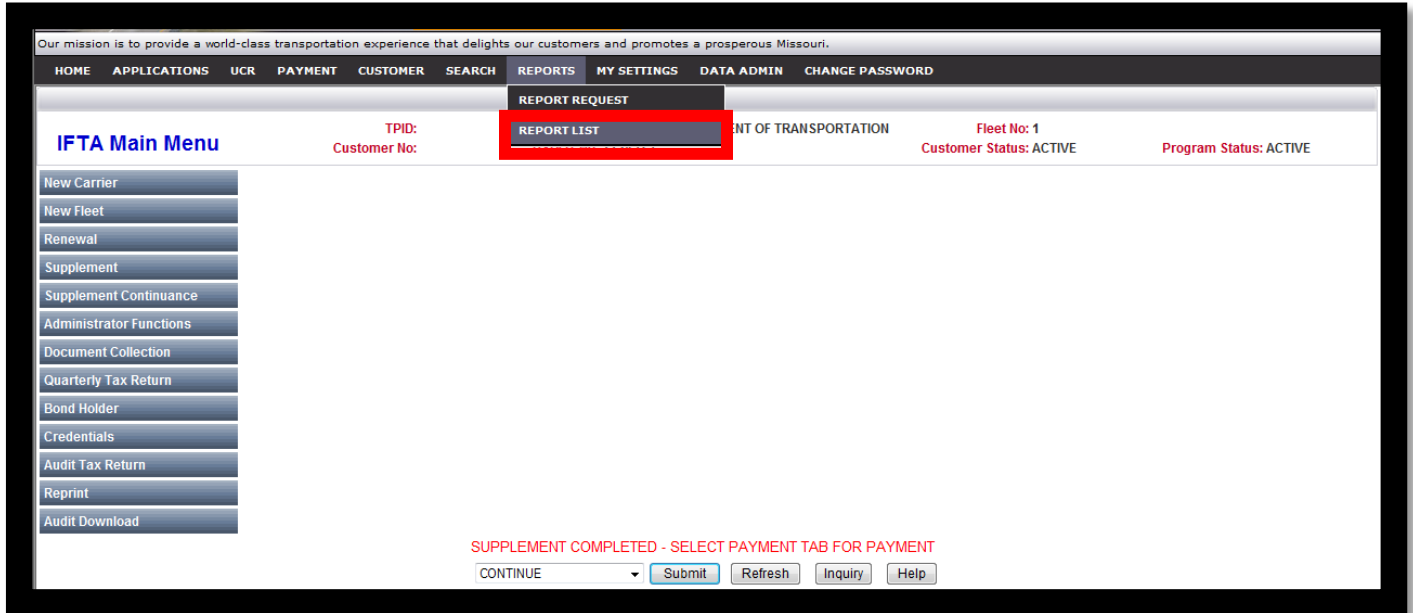 Our mission is to provide a world-class transportation experience that delights our customers and promotes a prosperous Missouri.
HOME APPLICATIONS UCR PAYMENT CUSTOMER SEARCH REPORTS MY SETTINGS DATA ADMIN CHANGE PASSWORD
REPORT REQUEST
REPORT LIST
IFTA Main Menu
TPID: OF TRANSPORTATION Fleet No: 1
Customer No: Customer Status: ACTIVE Program Status: ACTIVE
New Carrier
New Fleet
Renewal
Supplement
Supplement Continuance
Administrator Functions
Document Collection
Quarterly Tax Return
Bond Holder
Credentials
Audit Tax Return
Reprint
Audit Download
SUPPLEMENT COMPLETED - SELECT PAYMENT TAB FOR PAYMENT
CONTINUE Submit Refresh Inquiry Help